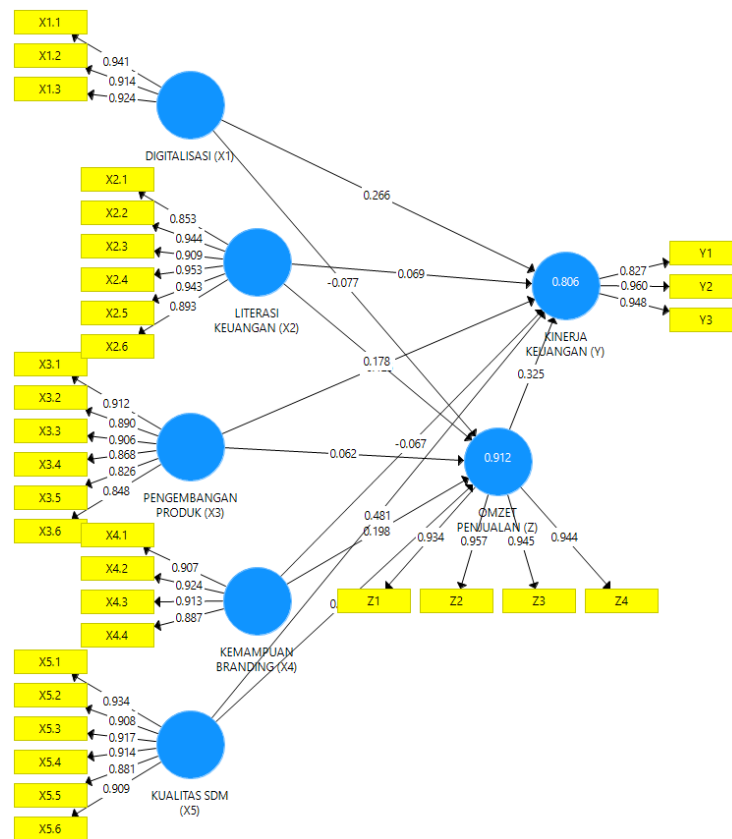 X1.1
X1.2
X1.3
0.941
0.914
0.924
DIGITALISASI (X1)
X2.1
X2.2
X2.3
X2.4
X2.5
X2.6
0.853
0.944
0.909
0.953
0.943
0.893
LITERASI
KEUANGAN (X2)
X3.1
X3.2
X3.3
X3.4
X3.5
X3.6
0.912
0.890
0.906
0.868
0.826
0.848
PENGEMBANGAN
PRODUK (X3)
X4.1
X4.2
X4.3
X4.4
0.907
0.924
0.913
0.887
KEMAMPUAN
BRANDING (X4)
X5.1
X5.2
X5.3
X5.4
X5.5
X5.6
0.934
0.908
0.917
0.914
0.881
0.909
KUALITAS SDM
(X5)
0.266
-0.077
0.069
0.178
0.062
-0.067
0.481
0.198
0.325
0.806
KINERJA
KEUANGAN (Y)
0.827
0.960
0.948
Y1
Y2
Y3
0.912
OMZET
PENJUALAN (Z)
0.934
0.957
0.945
0.944
Z1
Z2
Z3
Z4